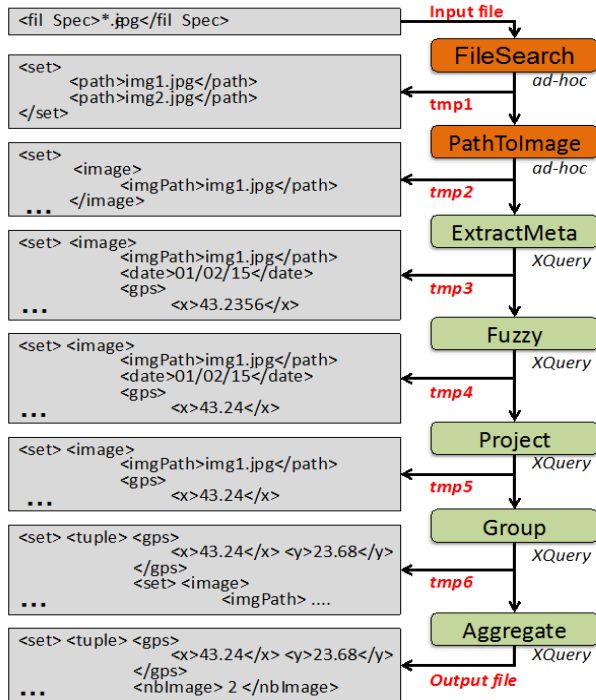 <fil Spec>*.jpg</fil Spec>
Input file
FileSearch
ad-hoc
<set>
<path>img1.jpg</path>
<path>img2.jpg</path>
</set>
tmp1
PathToImage
ad-hoc
<set>
<image>
<imgPath>img1.jpg</path>
... </image>
tmp2
ExtractMeta
XQuery
<set> <image>
<imgPath>img1.jpg</path>
<date>01/02/15</date>
<gps>
... <x>43.2356</x>
tmp3
Fuzzy
XQuery
<set> <image>
<imgPath>img1.jpg</path>
<date>01/02/15</date>
<gps>
... <x>43.24</x>
tmp4
Project
XQuery
<set> <image>
<imgPath>img1.jpg</path>
<gps>
... <x>43.24</x>
tmp5
Group
XQuery
<set> <tuple> <gps>
<x>43.24</x> <y>23.68</y>
</gps>
<set> <image>
... <imgPath> ....
tmp6
Aggregate
XQuery
<set> <tuple> <gps>
<x>43.24</x> <y>23.68</y>
</gps>
... <nbImage> 2 </nbImage>
Output file